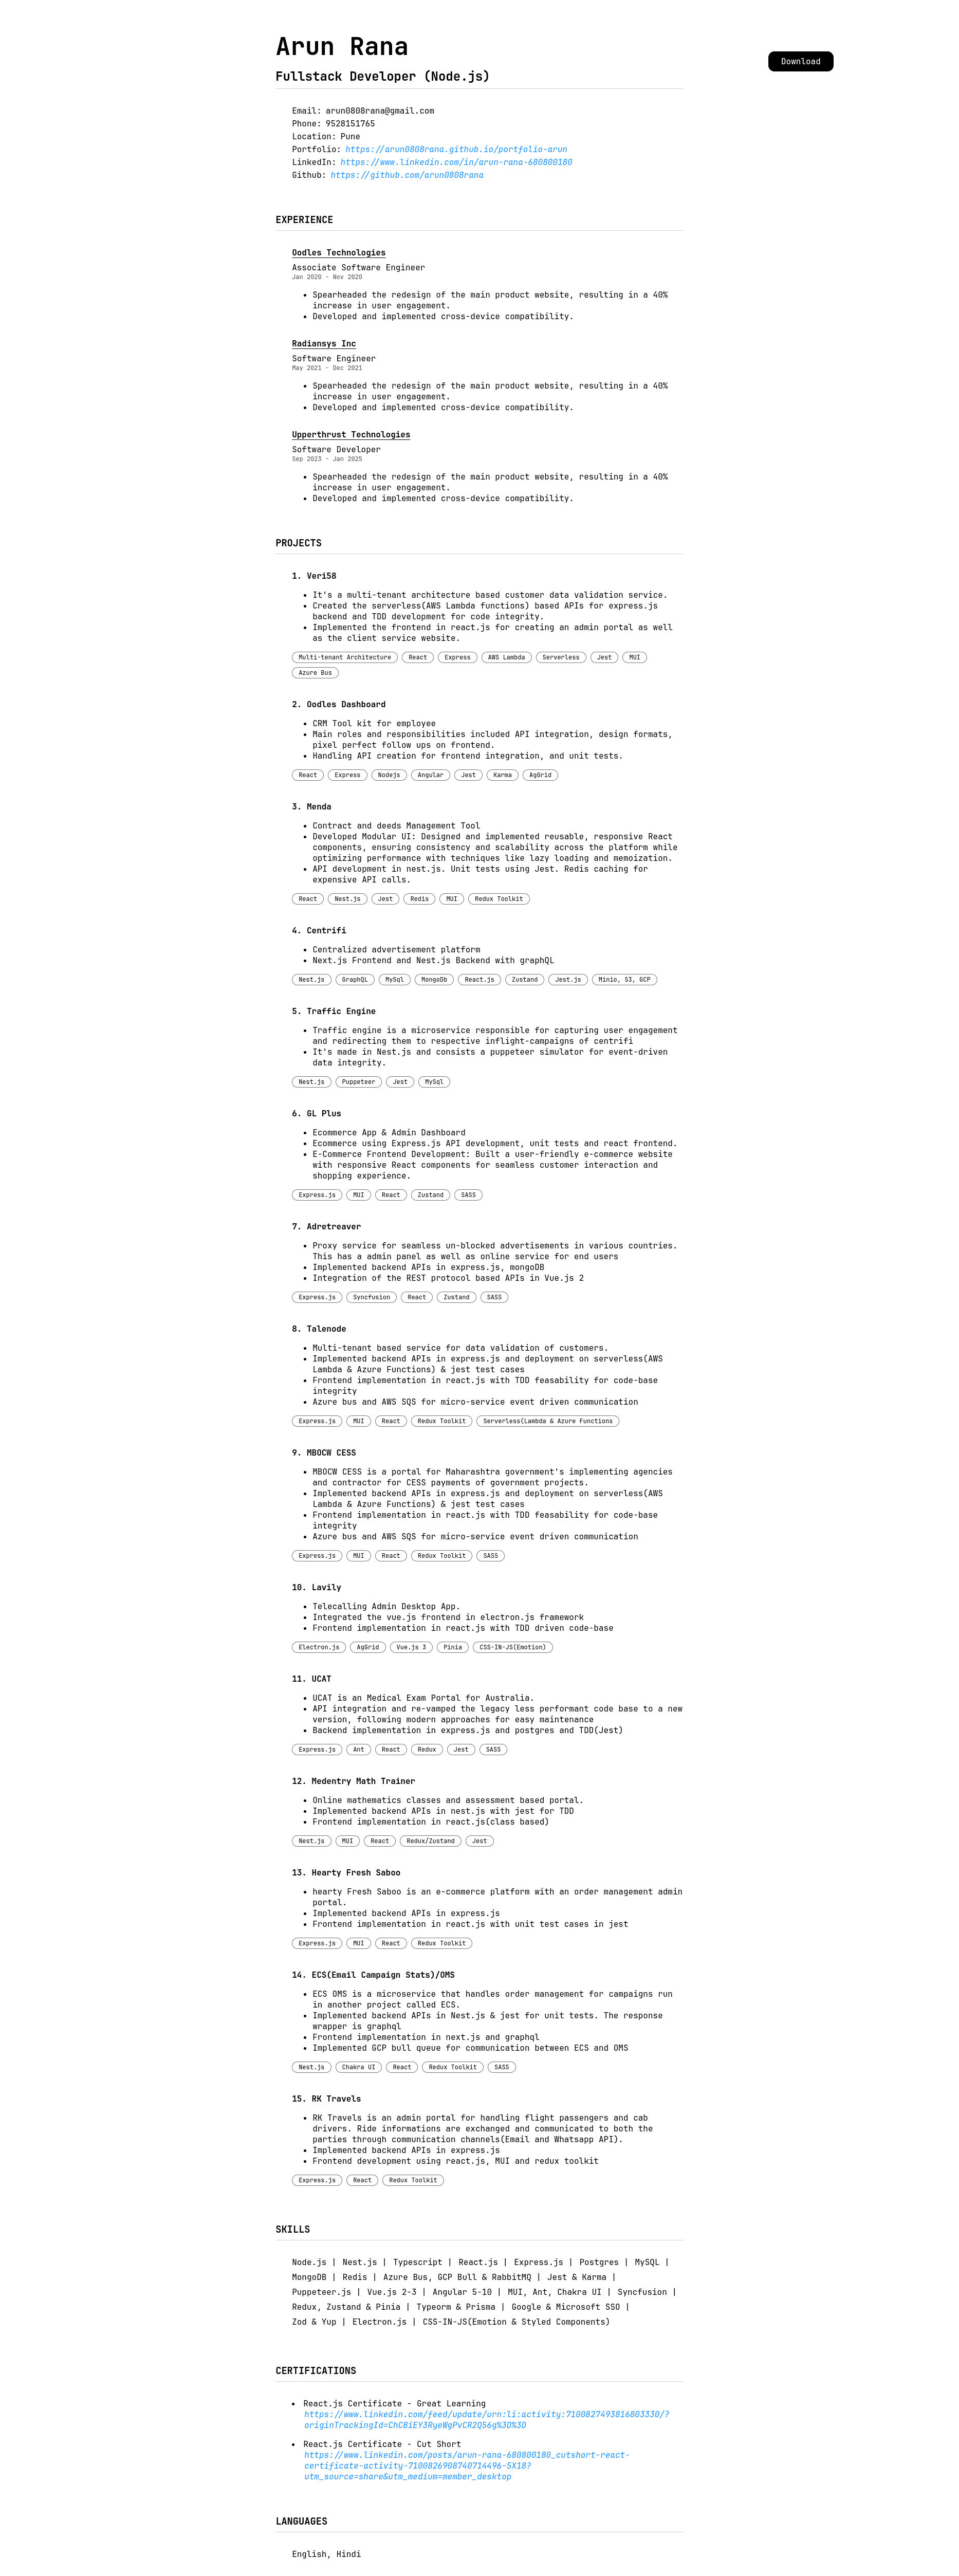 Arun Rana
Download
Fullstack Developer (Node.js)
Email: arun0808rana@gmail.com
Phone: 9528151765
Location: Pune
Portfolio: https://arun0808rana.github.io/portfolio-arun
LinkedIn: https://www.linkedin.com/in/arun-rana-680800180
Github: https://github.com/arun0808rana
EXPERIENCE
Oodles Technologies
Associate Software Engineer
Jan 2020 - Nov 2020
• Spearheaded the redesign of the main product website, resulting in a 40%
increase in user engagement.
• Developed and implemented cross-device compatibility.
Radiansys Inc
Software Engineer
May 2021 - Dec 2021
• Spearheaded the redesign of the main product website, resulting in a 40%
increase in user engagement.
• Developed and implemented cross-device compatibility.
Upperthrust Technologies
Software Developer
Sep 2023 - Jan 2025
• Spearheaded the redesign of the main product website, resulting in a 40%
increase in user engagement.
• Developed and implemented cross-device compatibility.
PROJECTS
1. Veri58
• It's a multi-tenant architecture based customer data validation service.
• Created the serverless(AWS Lambda functions) based APIs for express.js
backend and TDD development for code integrity.
• Implemented the frontend in react.js for creating an admin portal as well
as the client service website.
Multi-tenant Architecture React Express AWS Lambda Serverless Jest MUI
Azure Bus
2. Oodles Dashboard
• CRM Tool kit for employee
• Main roles and responsibilities included API integration, design formats,
pixel perfect follow ups on frontend.
• Handling API creation for frontend integration, and unit tests.
React Express Nodejs Angular Jest Karma AgGrid
3. Menda
• Contract and deeds Management Tool
• Developed Modular UI: Designed and implemented reusable, responsive React
components, ensuring consistency and scalability across the platform while
optimizing performance with techniques like lazy loading and memoization.
• API development in nest.js. Unit tests using Jest. Redis caching for
expensive API calls.
React Nest.js Jest Redis MUI Redux Toolkit
4. Centrifi
• Centralized advertisement platform
• Next.js Frontend and Nest.js Backend with graphQL
Nest.js GraphQL MySql MongoDb React.js Zustand Jest.js Minio, S3, GCP
5. Traffic Engine
• Traffic engine is a microservice responsible for capturing user engagement
and redirecting them to respective inflight-campaigns of centrifi
• It's made in Nest.js and consists a puppeteer simulator for event-driven
data integrity.
Nest.js Puppeteer Jest MySql
6. GL Plus
• Ecommerce App & Admin Dashboard
• Ecommerce using Express.js API development, unit tests and react frontend.
• E-Commerce Frontend Development: Built a user-friendly e-commerce website
with responsive React components for seamless customer interaction and
shopping experience.
Express.js MUI React Zustand SASS
7. Adretreaver
• Proxy service for seamless un-blocked advertisements in various countries.
This has a admin panel as well as online service for end users
• Implemented backend APIs in express.js, mongoDB
• Integration of the REST protocol based APIs in Vue.js 2
Express.js Syncfusion React Zustand SASS
8. Talenode
• Multi-tenant based service for data validation of customers.
• Implemented backend APIs in express.js and deployment on serverless(AWS
Lambda & Azure Functions) & jest test cases
• Frontend implementation in react.js with TDD feasability for code-base
integrity
• Azure bus and AWS SQS for micro-service event driven communication
Express.js MUI React Redux Toolkit Serverless(Lambda & Azure Functions
9. MBOCW CESS
• MBOCW CESS is a portal for Maharashtra government's implementing agencies
and contractor for CESS payments of government projects.
• Implemented backend APIs in express.js and deployment on serverless(AWS
Lambda & Azure Functions) & jest test cases
• Frontend implementation in react.js with TDD feasability for code-base
integrity
• Azure bus and AWS SQS for micro-service event driven communication
Express.js MUI React Redux Toolkit SASS
10. Lavily
• Telecalling Admin Desktop App.
• Integrated the vue.js frontend in electron.js framework
• Frontend implementation in react.js with TDD driven code-base
Electron.js AgGrid Vue.js 3 Pinia CSS-IN-JS(Emotion)
11. UCAT
• UCAT is an Medical Exam Portal for Australia.
• API integration and re-vamped the legacy less performant code base to a new
version, following modern approaches for easy maintenance
• Backend implementation in express.js and postgres and TDD(Jest)
Express.js Ant React Redux Jest SASS
12. Medentry Math Trainer
• Online mathematics classes and assessment based portal.
• Implemented backend APIs in nest.js with jest for TDD
• Frontend implementation in react.js(class based)
Nest.js MUI React Redux/Zustand Jest
13. Hearty Fresh Saboo
• hearty Fresh Saboo is an e-commerce platform with an order management admin
portal.
• Implemented backend APIs in express.js
• Frontend implementation in react.js with unit test cases in jest
Express.js MUI React Redux Toolkit
14. ECS(Email Campaign Stats)/OMS
• ECS OMS is a microservice that handles order management for campaigns run
in another project called ECS.
• Implemented backend APIs in Nest.js & jest for unit tests. The response
wrapper is graphql
• Frontend implementation in next.js and graphql
• Implemented GCP bull queue for communication between ECS and OMS
Nest.js Chakra UI React Redux Toolkit SASS
15. RK Travels
• RK Travels is an admin portal for handling flight passengers and cab
drivers. Ride informations are exchanged and communicated to both the
parties through communication channels(Email and Whatsapp API).
• Implemented backend APIs in express.js
• Frontend development using react.js, MUI and redux toolkit
Express.js React Redux Toolkit
SKILLS
Node.js | Nest.js | Typescript | React.js | Express.js | Postgres | MySQL |
MongoDB | Redis | Azure Bus, GCP Bull & RabbitMQ | Jest & Karma |
Puppeteer.js | Vue.js 2-3 | Angular 5-10 | MUI, Ant, Chakra UI | Syncfusion |
Redux, Zustand & Pinia | Typeorm & Prisma | Google & Microsoft SSO |
Zod & Yup | Electron.js | CSS-IN-JS(Emotion & Styled Components)
CERTIFICATIONS
• React.js Certificate - Great Learning
https://www.linkedin.com/feed/update/urn:li:activity:7100827493816803330/?
originTrackingId=ChCBiEY3RyeWgPvCR2Q56g%3D%3D
• React.js Certificate - Cut Short
https://www.linkedin.com/posts/arun-rana-680800180_cutshort-react-
certificate-activity-7100826908740714496-5X18?
utm_source=share&utm_medium=member_desktop
LANGUAGES
English, Hindi